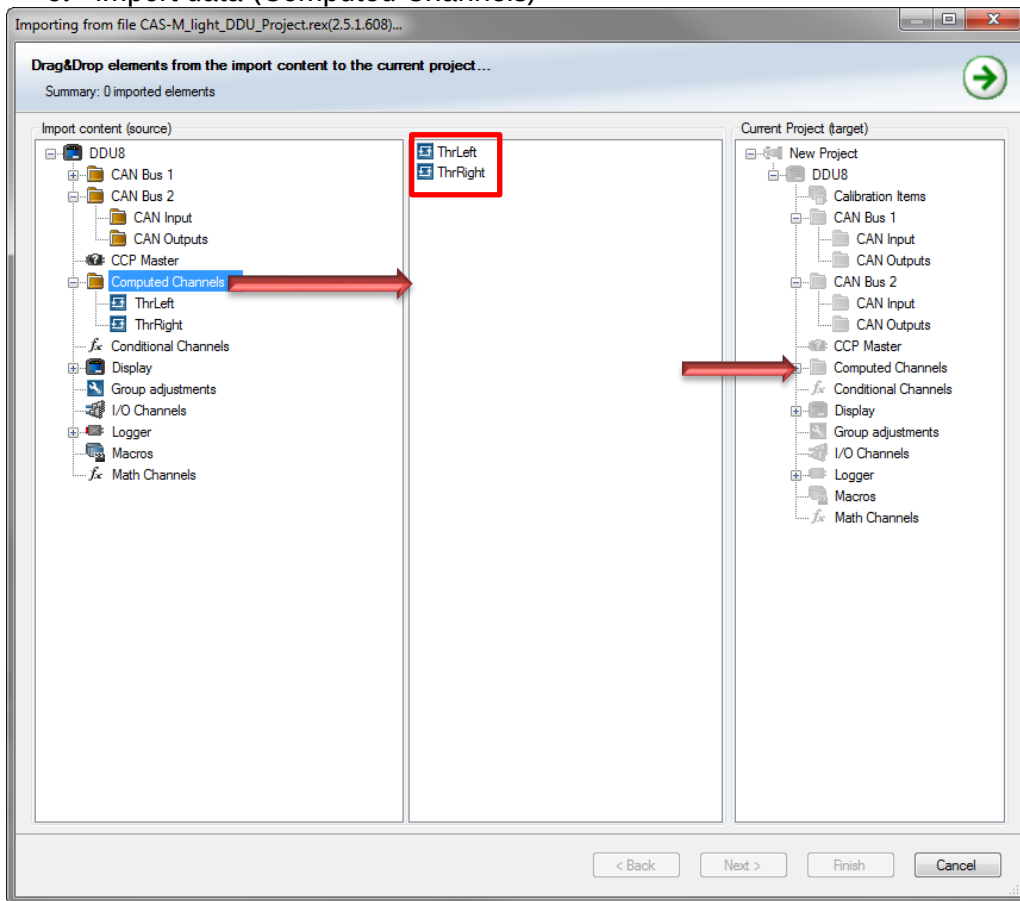 Import data (Computed Channels)
Importing from file CAS-M_light_DDU_Project.rex(2.5.1.608)...
Drag&Drop elements from the import content to the current project...
Summary: 0 imported elements
Import content (source)
DDU8
CAN Bus 1
CAN Bus 2
CAN Input
CAN Outputs
CCP Master
Computed Channels
ThrLeft
ThrRight
Conditional Channels
Display
Group adjustments
I/O Channels
Logger
Macros
Math Channels
ThrLeft
ThrRight
Current Project (target)
New Project
DDU8
Calibration Items
CAN Bus 1
CAN Input
CAN Outputs
CAN Bus 2
CAN Input
CAN Outputs
CCP Master
Computed Channels
Conditional Channels
Display
Group adjustments
I/O Channels
Logger
Macros
Math Channels
< Back
Next >
Finish
Cancel